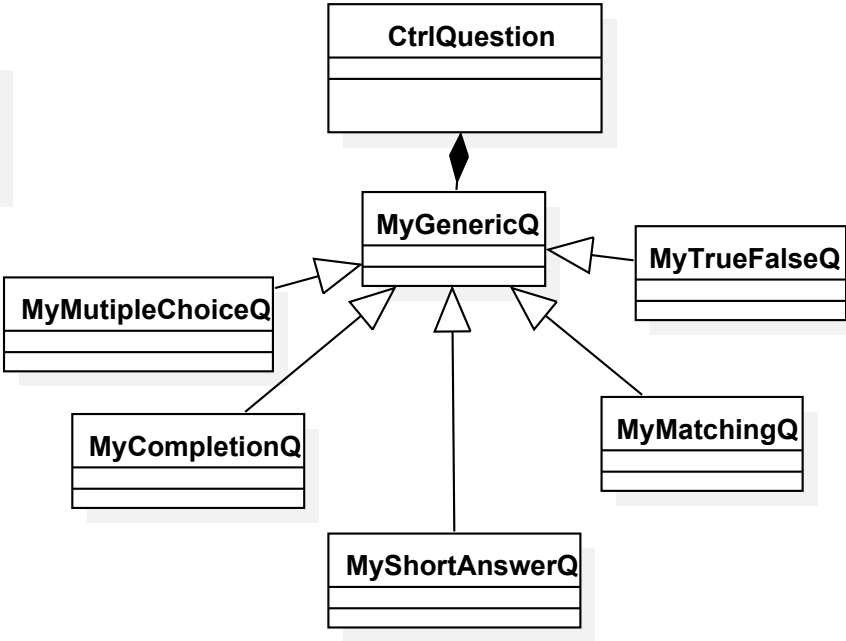 CtrlQuestion
MyGenericQ
MyTrueFalseQ
MyMutipleChoiceQ
MyMatchingQ
MyCompletionQ
MyShortAnswerQ